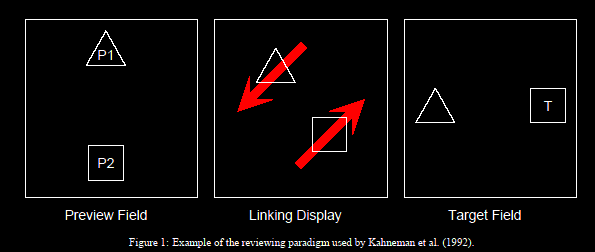 P1
P2
T
Preview Field
Linking Display
Target Field
Figure 1: Example of the reviewing paradigm used by Kahneman et al. (1992).